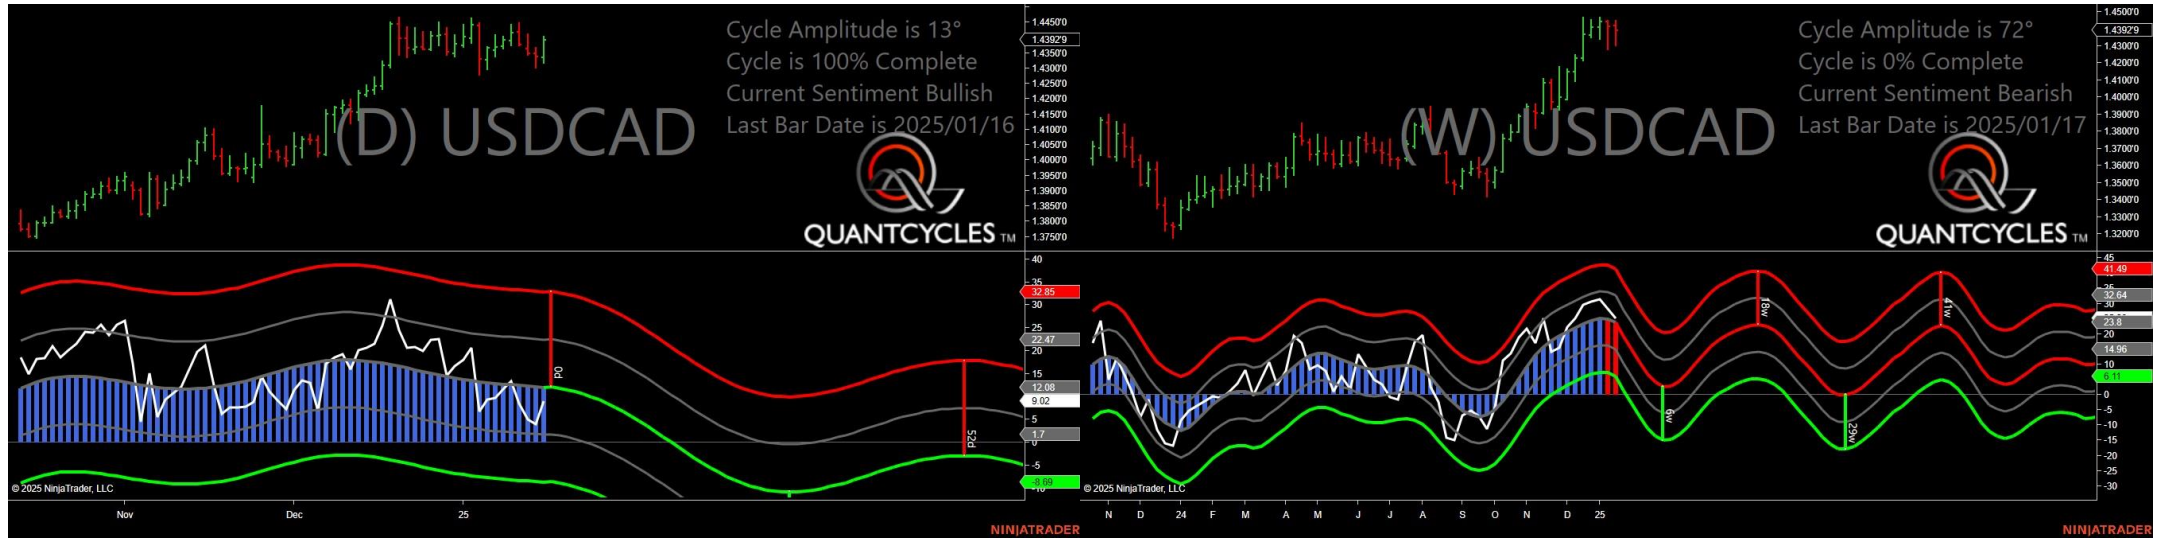 Cycle Amplitude is 13°
Cycle is 100% Complete
Current Sentiment Bullish
Last Bar Date is 2025/01/16
(D) USDCAD
QUANTCYCLES TM
1.4450'0
1.4392'9
1.4350'0
1.4300'0
1.4250'0
1.4200'0
1.4150'0
1.4100'0
1.4050'0
1.4000'0
1.3950'0
1.3900'0
1.3850'0
1.3800'0
1.3750'0
40
32.85
30
25
22.47
20
15
12.08
9.02
5
1.7
0
-5
-8.69
0d
52d
© 2025 NinjaTrader, LLC
Nov
Dec
25
NINJATRADER
Cycle Amplitude is 72°
Cycle is 0% Complete
Current Sentiment Bearish
Last Bar Date is 2025/01/17
(W) USDCAD
QUANTCYCLES TM
1.4500'0
1.4392'9
1.4300'0
1.4200'0
1.4100'0
1.4000'0
1.3900'0
1.3800'0
1.3700'0
1.3600'0
1.3500'0
1.3400'0
1.3300'0
1.3200'0
45
41.49
35
32.64
30
23.8
20
14.96
10
6.11
0
-5
-10
-15
-20
-25
-30
6w
18w
29w
41w
© 2025 NinjaTrader, LLC
N D 24 F M A M J J A S O N D 25
NINJATRADER